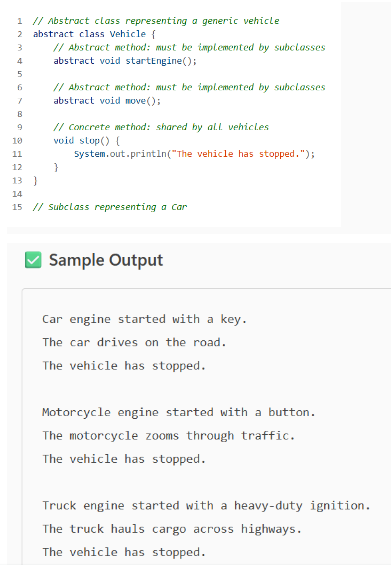 1 // Abstract class representing a generic vehicle
2 abstract class Vehicle {
3 // Abstract method: must be implemented by subclasses
4 abstract void startEngine();
5
6 // Abstract method: must be implemented by subclasses
7 abstract void move();
8
9 // Concrete method: shared by all vehicles
10 void stop() {
11 System.out.println("The vehicle has stopped.");
12 }
13 }
14
15 // Subclass representing a Car
Sample Output
Car engine started with a key.
The car drives on the road.
The vehicle has stopped.
Motorcycle engine started with a button.
The motorcycle zooms through traffic.
The vehicle has stopped.
Truck engine started with a heavy-duty ignition.
The truck hauls cargo across highways.
The vehicle has stopped.